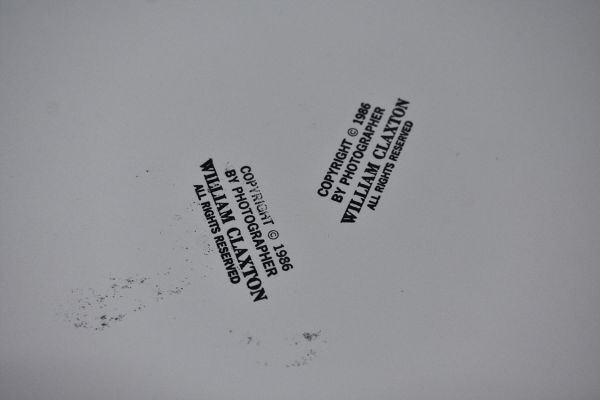 COPYRIGHT © 1986
BY PHOTOGRAPHER
WILLIAM CLAXTON
ALL RIGHTS RESERVED
COPYRIGHT © 1986
BY PHOTOGRAPHER
WILLIAM CLAXTON
ALL RIGHTS RESERVED